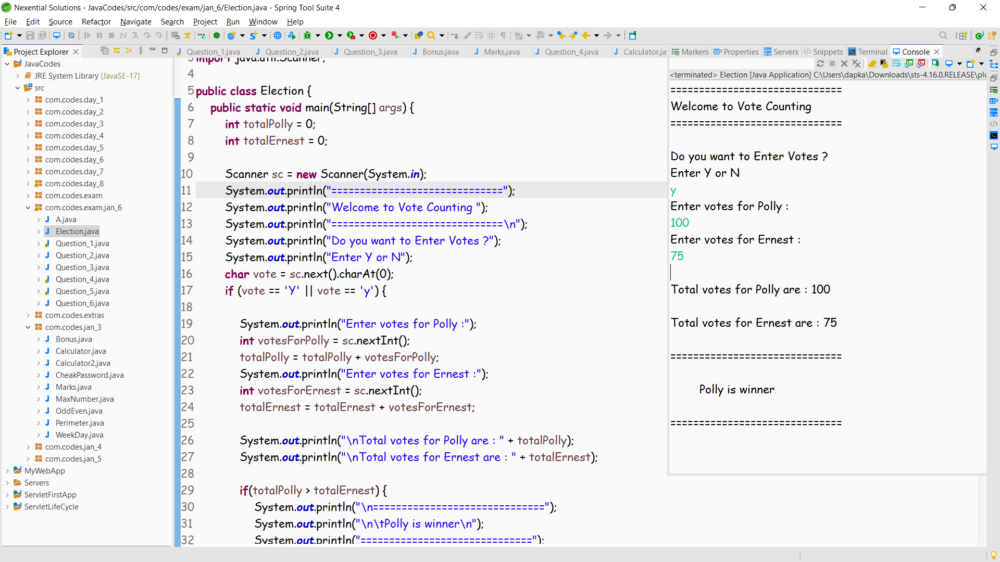 Nexential Solutions - JavaCodes/src/com/codes/exam/jan_6/Election.java - Spring Tool Suite 4
File Edit Source Refactor Navigate Search Project Run Window Help
Project Explorer
JavaCodes
JRE System Library [JavaSE-17]
src
com.codes.day_1
com.codes.day_2
com.codes.day_3
com.codes.day_4
com.codes.day_5
com.codes.day_6
com.codes.day_7
com.codes.day_8
com.codes.exam
com.codes.exam.jan_6
A.java
Election.java
Question_1.java
Question_2.java
Question_3.java
Question_4.java
Question_5.java
Question_6.java
com.codes.extras
com.codes.jan_3
Bonus.java
Calculator.java
Calculator2.java
CheakPassword.java
Marks.java
MaxNumber.java
OddEven.java
Perimeter.java
WeekDay.java
com.codes.jan_4
com.codes.jan_5
MyWebApp
Servers
ServletFirstApp
ServletLifeCycle
Question_1.java Question_2.java Question_3.java Bonus.java Marks.java Question_4.java Calculator.ja
3 import java.util.Scanner;
4
5 public class Election {
6 public static void main(String[] args) {
7 int totalPolly = 0;
8 int totalErnest = 0;
9
10 Scanner sc = new Scanner(System.in);
11 System.out.println("==============================");
12 System.out.println("Welcome to Vote Counting ");
13 System.out.println("==============================\n");
14 System.out.println("Do you want to Enter Votes ?");
15 System.out.println("Enter Y or N");
16 char vote = sc.next().charAt(0);
17 if (vote == 'Y' || vote == 'y') {
18
19 System.out.println("Enter votes for Polly :");
20 int votesForPolly = sc.nextInt();
21 totalPolly = totalPolly + votesForPolly;
22 System.out.println("Enter votes for Ernest :");
23 int votesForErnest = sc.nextInt();
24 totalErnest = totalErnest + votesForErnest;
25
26 System.out.println("\nTotal votes for Polly are : " + totalPolly);
27 System.out.println("\nTotal votes for Ernest are : " + totalErnest);
28
29 if(totalPolly > totalErnest) {
30 System.out.println("\n==============================");
31 System.out.println("\n\tPolly is winner\n");
32 System.out.println("==============================");
Markers Properties Servers Snippets Terminal Console
<terminated> Election [Java Application] C:\Users\dapka\Downloads\sts-4.16.0.RELEASE\plu
==============================
Welcome to Vote Counting
==============================
Do you want to Enter Votes ?
Enter Y or N
y
Enter votes for Polly :
100
Enter votes for Ernest :
75
Total votes for Polly are : 100
Total votes for Ernest are : 75
==============================
Polly is winner
==============================